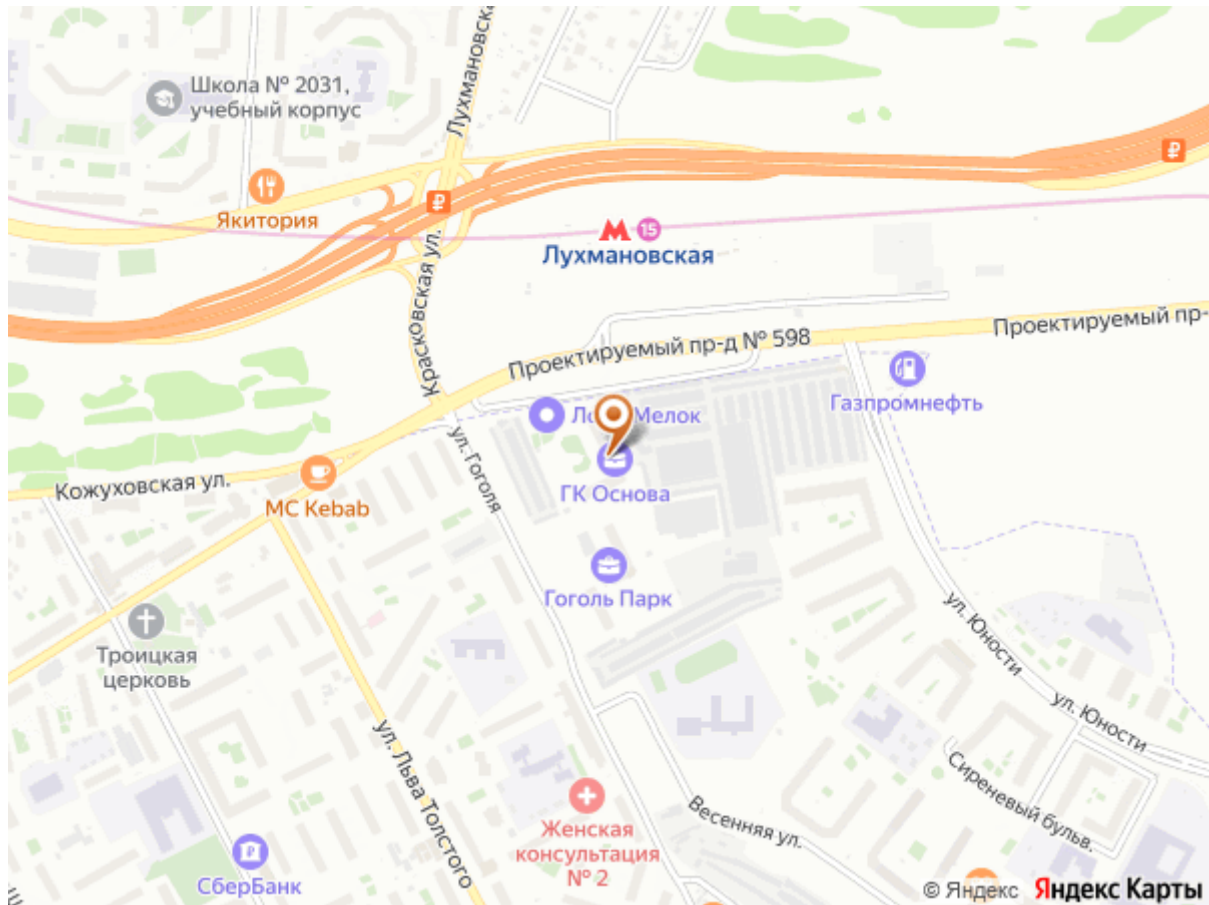 Лухмановска
Школа № 2031,
учебный корпус
₽
₽
Якитория
15
Лухмановская
Красковская ул.
Проектируемый пр-д № 598
Проектируемый пр-
Газпромнефть
Мелок
ул. Гоголя
ГК Основа
Кожуховская ул.
MC Kebab
Гоголь Парк
ул. Юности
Троицкая
церковь
ул. Юности
ул. Льва Толстого
Сиреневый бульв.
Женская
консультация
№ 2
Весенняя ул.
СберБанк
© Яндекс Яндекс Карты